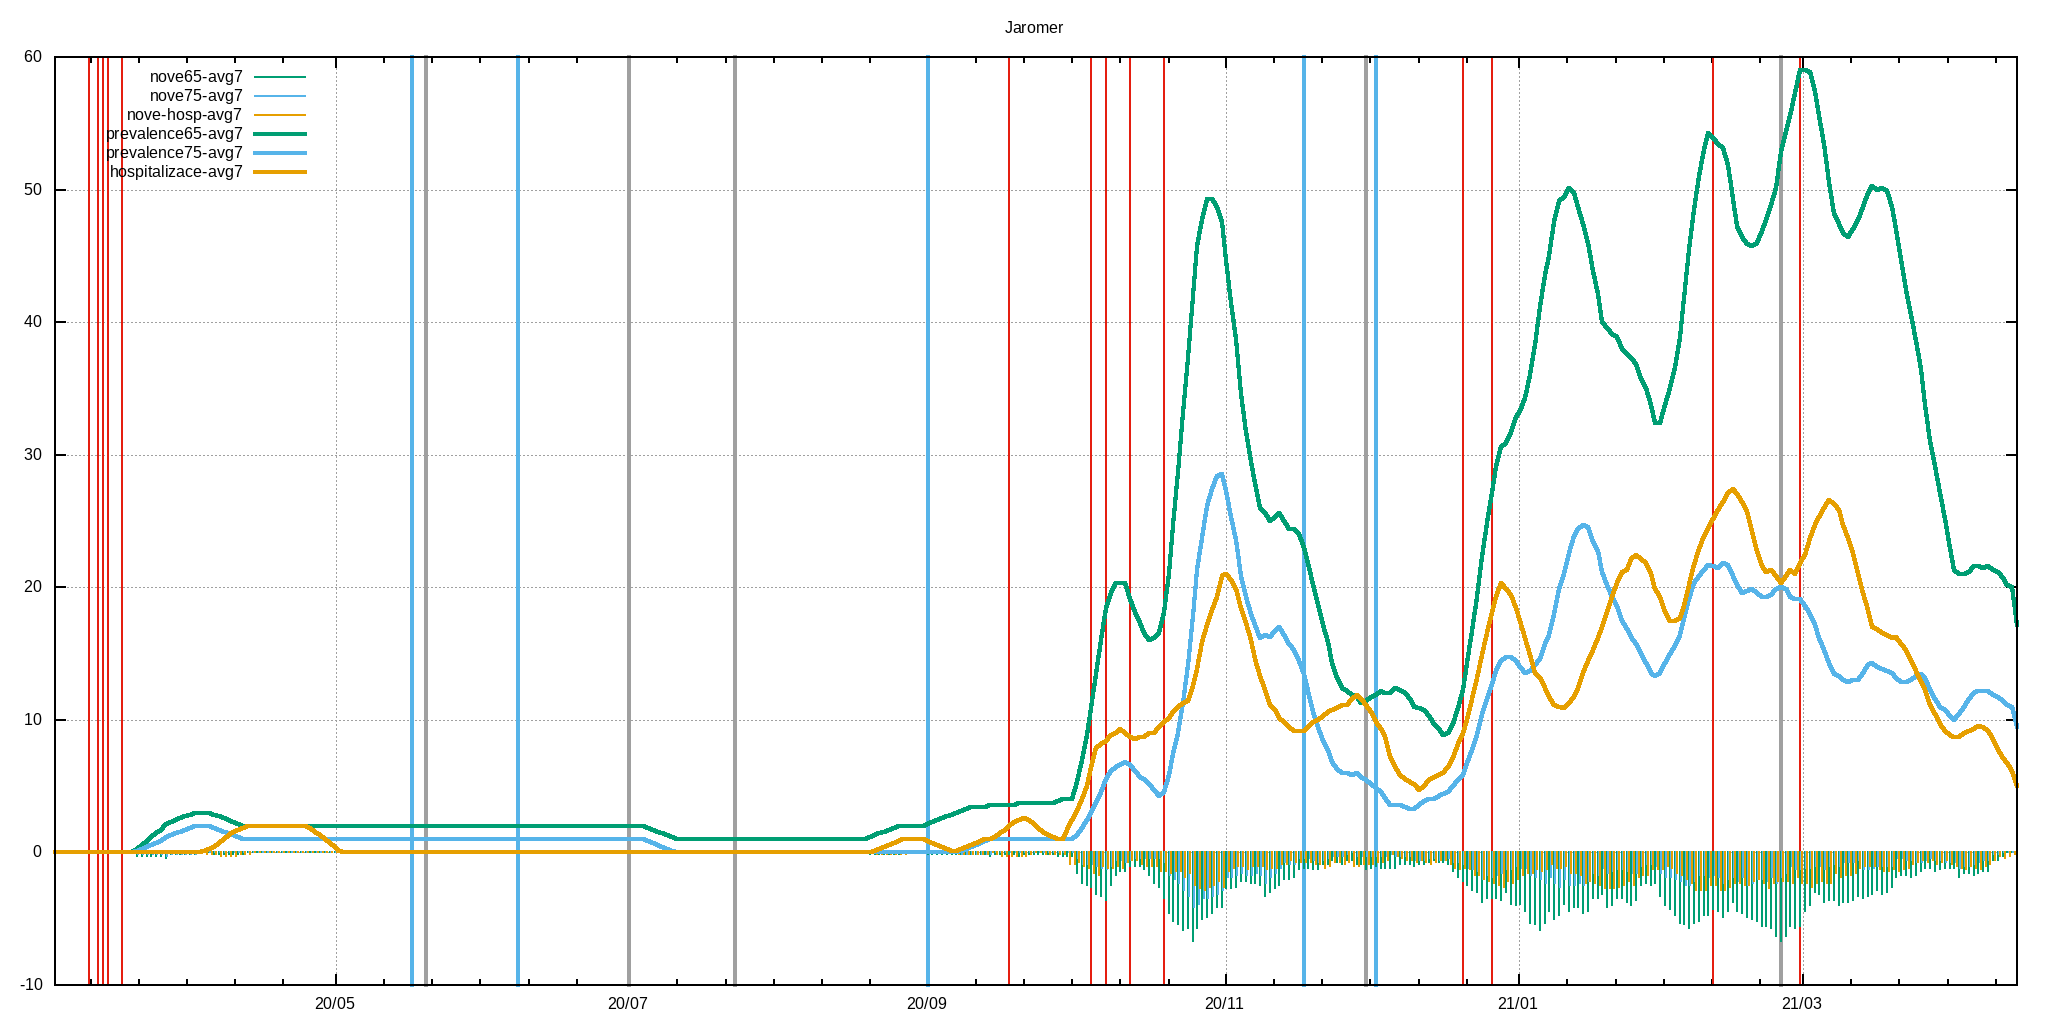 Jaromer
60
nove65-avg7
nove75-avg7
nove-hosp-avg7
prevalence65-avg7
prevalence75-avg7
hospitalizace-avg7
50
40
30
20
10
0
-10
20/05 20/07 20/09 20/11 21/01 21/03